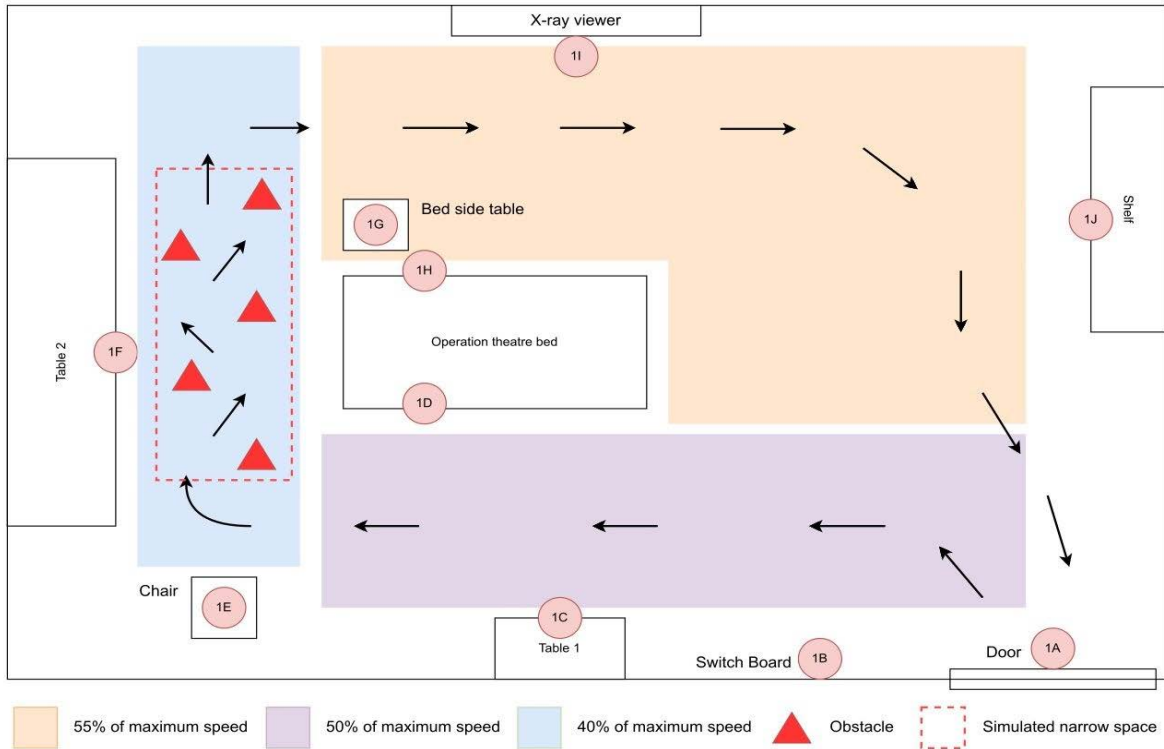 X-ray viewer
1I
Bed side table
1G
1H
1J
Shelf
Table 2
1F
Operation theatre bed
1D
Chair
1E
1C
Table 1
Switch Board
1B
Door
1A
55% of maximum speed
50% of maximum speed
40% of maximum speed
Obstacle
Simulated narrow space